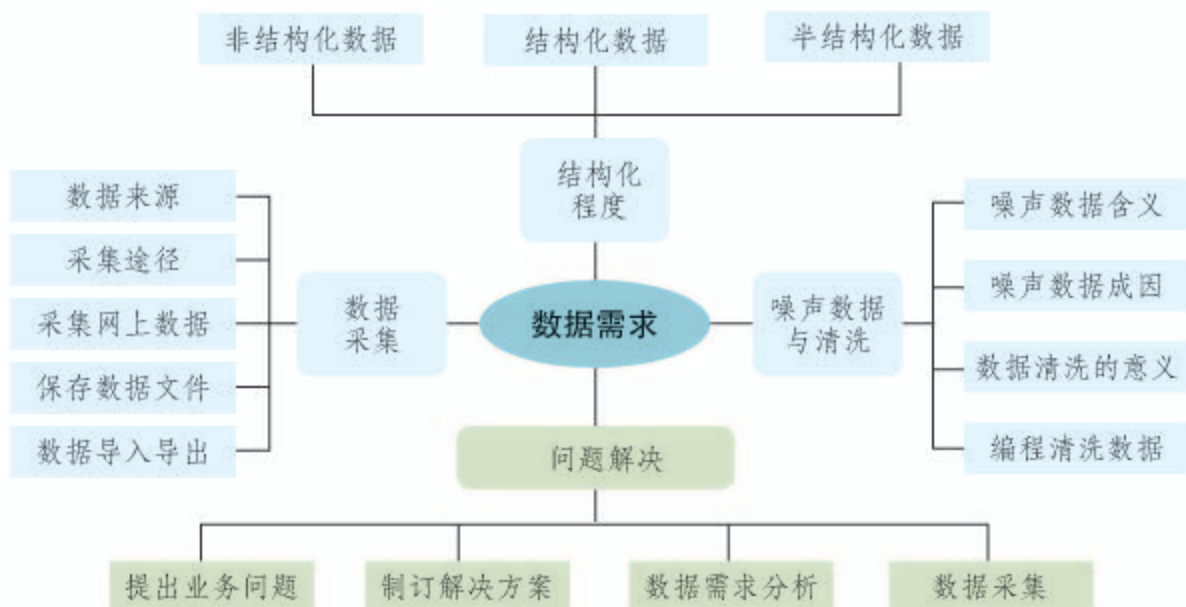 非结构化数据
结构化数据
半结构化数据
结构化
程度
数据来源
采集途径
采集网上数据
保存数据文件
数据导入导出
数据
采集
数据需求
噪声数据
与清洗
噪声数据含义
噪声数据成因
数据清洗的意义
编程清洗数据
问题解决
提出业务问题
制订解决方案
数据需求分析
数据采集